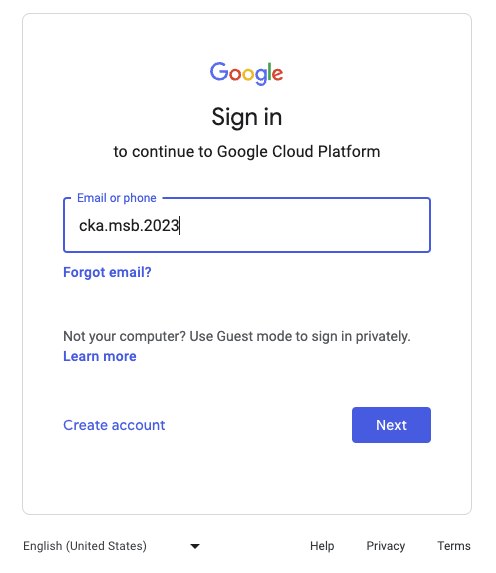 Google
Sign in
to continue to Google Cloud Platform
Email or phone
cka.msb.2023
Forgot email?
Not your computer? Use Guest mode to sign in privately.
Learn more
Create account Next
English (United States) Help Privacy Terms